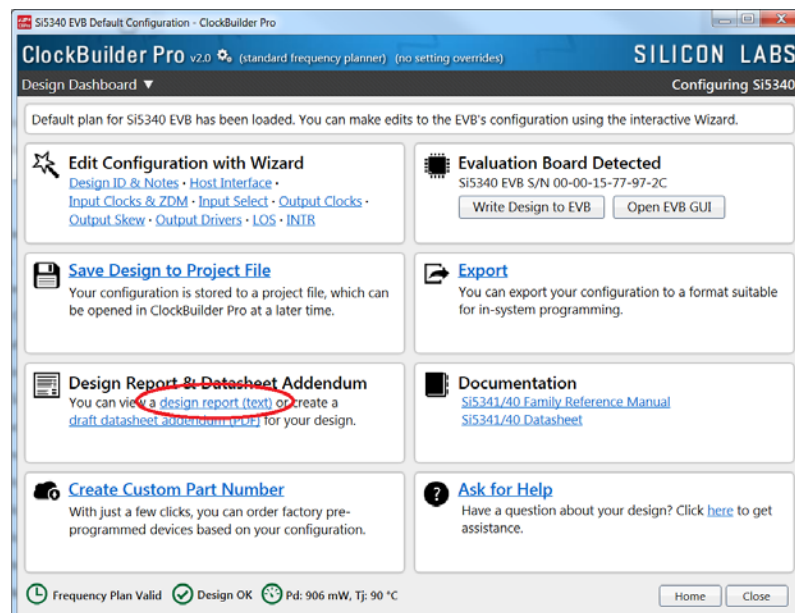 Si5340 EVB Default Configuration - ClockBuilder Pro
ClockBuilder Pro v2.0 (standard frequency planner) (no setting overrides)
SILICON LABS
Design Dashboard ▼
Configuring Si5340
Default plan for Si5340 EVB has been loaded. You can make edits to the EVB's configuration using the interactive Wizard.
Edit Configuration with Wizard
Design ID & Notes · Host Interface ·
Input Clocks & ZDM · Input Select · Output Clocks ·
Output Skew · Output Drivers · LOS · INTR
Evaluation Board Detected
Si5340 EVB S/N 00-00-15-77-97-2C
Write Design to EVB
Open EVB GUI
Save Design to Project File
Your configuration is stored to a project file, which can
be opened in ClockBuilder Pro at a later time.
Export
You can export your configuration to a format suitable
for in-system programming.
Design Report & Datasheet Addendum
You can view a design report (text) or create a
draft datasheet addendum (PDF) for your design.
Documentation
Si5341/40 Family Reference Manual
Si5341/40 Datasheet
Create Custom Part Number
With just a few clicks, you can order factory pre-
programmed devices based on your configuration.
Ask for Help
Have a question about your design? Click here to get
assistance.
Frequency Plan Valid
Design OK
Pd: 906 mW, Tj: 90 °C
Home
Close